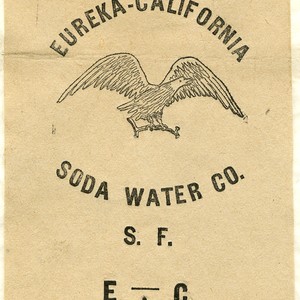 EUREKA-CALIFORNIA
SODA WATER CO.
S. F.
E. C